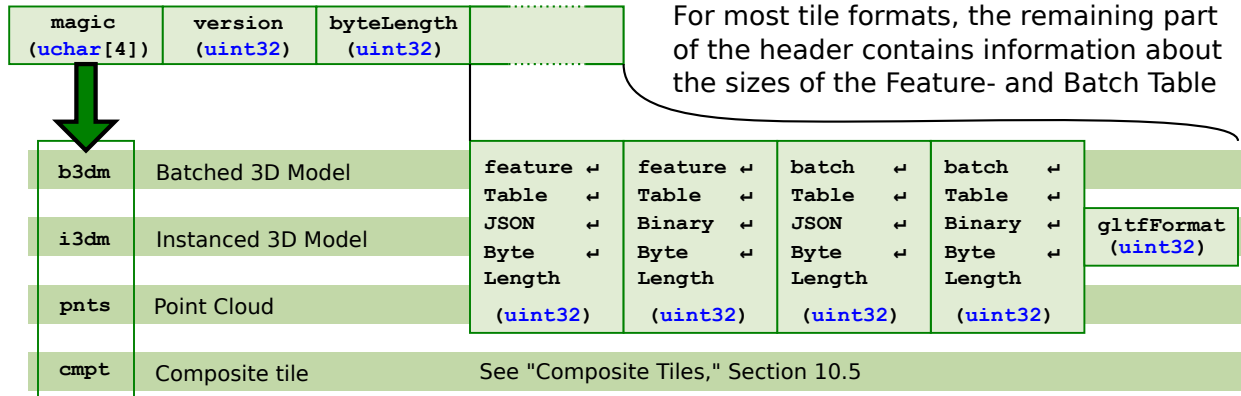 magic
(uchar[4])
version
(uint32)
byteLength
(uint32)
For most tile formats, the remaining part
of the header contains information about
the sizes of the Feature- and Batch Table
b3dm Batched 3D Model
i3dm Instanced 3D Model
pnts Point Cloud
cmpt Composite tile
feature ↵
Table ↵
JSON ↵
Byte ↵
Length
(uint32)
feature ↵
Table ↵
Binary ↵
Byte ↵
Length
(uint32)
batch ↵
Table ↵
JSON ↵
Byte ↵
Length
(uint32)
batch ↵
Table ↵
Binary ↵
Byte ↵
Length
(uint32)
gltfFormat
(uint32)
See "Composite Tiles," Section 10.5